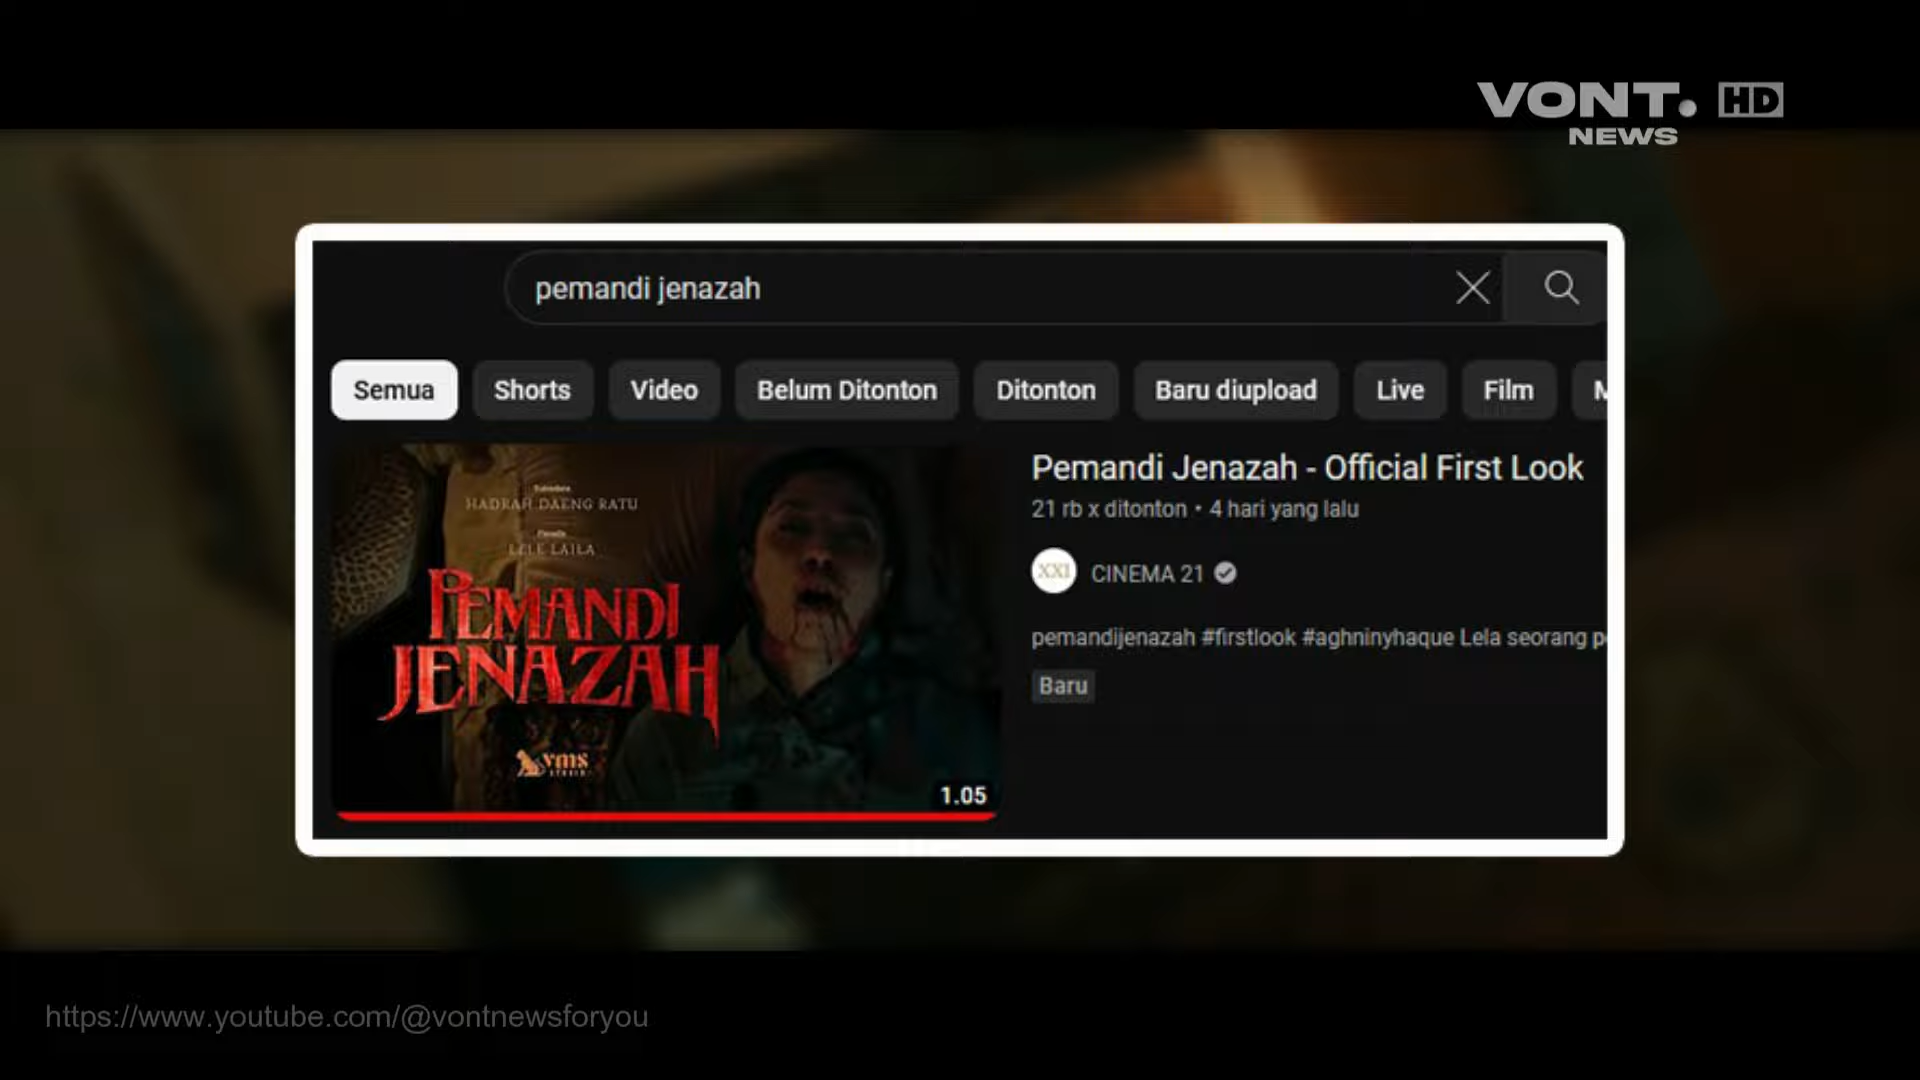 VONT. HD
NEWS
pemandi jenazah
Semua
Shorts
Video
Belum Ditonton
Ditonton
Baru diupload
Live
Film
M
HADRAH DAENG RATU
LELE LAILA
PEMANDI
JENAZAH
vms
STUDIO
1.05
Pemandi Jenazah - Official First Look
21 rb x ditonton • 4 hari yang lalu
XXI
CINEMA 21
pemandijenazah #firstlook #aghninyhaque Lela seorang p
Baru
https://www.youtube.com/@vontnewsforyou